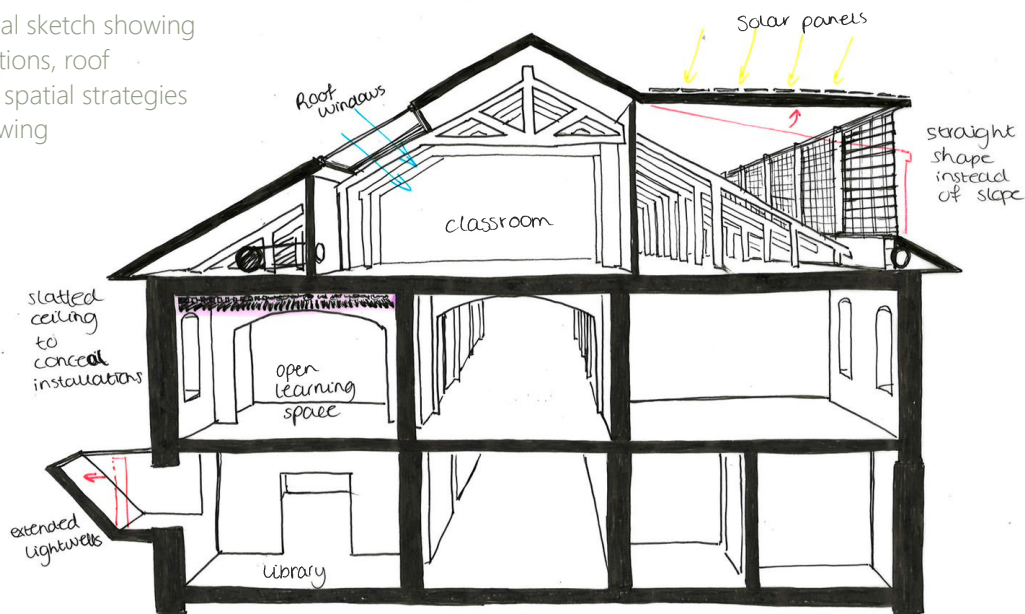 al sketch showing
tions, roof
spatial strategies
wing
Solar panels
Roof
windows
straight
shape
instead
of slope
classroom
slatted
ceiling
to
conceal
installations
open
learning
space
extended
lightwells
library